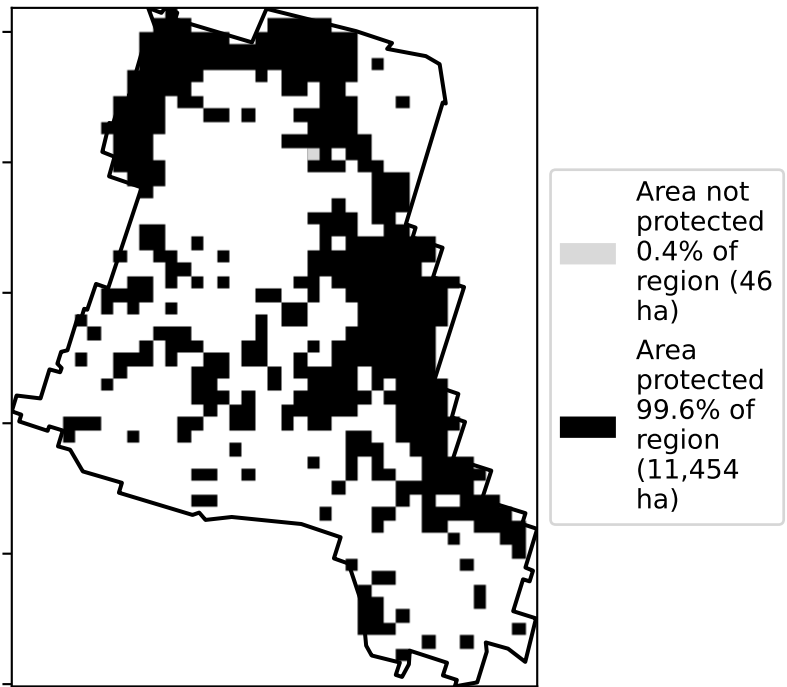 Area not
protected
0.4% of
region (46
ha)
Area
protected
99.6% of
region
(11,454
ha)